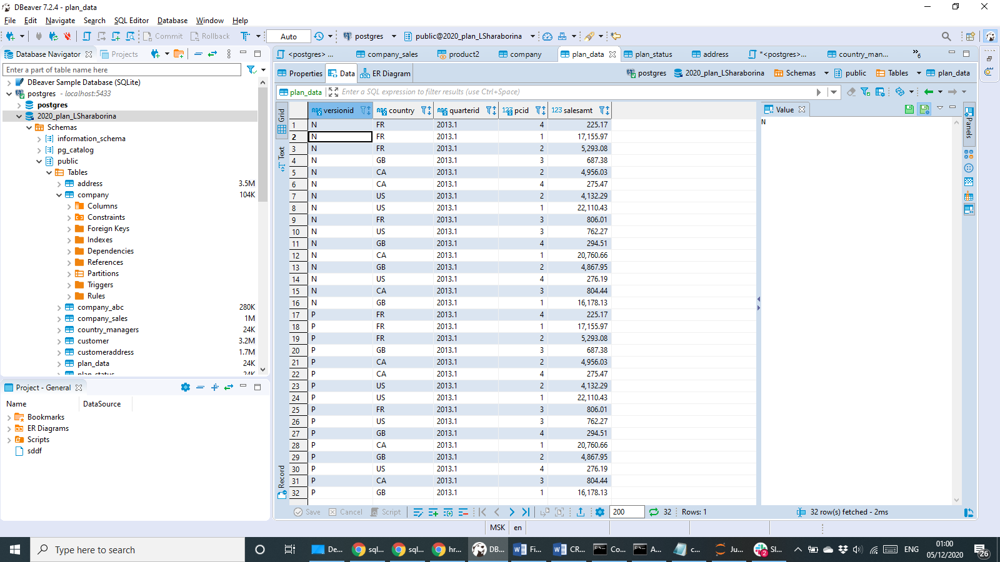 DBeaver 7.2.4 - plan_data
File Edit Navigate Search SQL Editor Database Window Help
Commit Rollback Auto postgres public@2020_plan_LSharaborina
Database Navigator Projects
<postgres> ... company_sales product2 company plan_data plan_status address *<postgres>... country_man... »6
Enter a part of table name here
Properties Data ER Diagram
postgres 2020_plan_LSharaborina Schemas public Tables plan_data
plan_data Enter a SQL expression to filter results (use Ctrl+Space)
DBeaver Sample Database (SQLite)
postgres - localhost:5433
postgres
2020_plan_LSharaborina
Schemas
information_schema
pg_catalog
public
Tables
address 3.5M
company 104K
Columns
Constraints
Foreign Keys
Indexes
Dependencies
References
Partitions
Triggers
Rules
company_abc 280K
company_sales 1M
country_managers 24K
customer 3.2M
customeraddress 1.7M
plan_data 24K
plan_status 24K
Project - General
Name DataSource
Bookmarks
ER Diagrams
Scripts
sddf
Grid
Text
Record
ABC versionid ABC country ABC quarterid 123 pcid 123 salesamt
1 N FR 2013.1 4 225.17
2 N FR 2013.1 1 17,155.97
3 N FR 2013.1 2 5,293.08
4 N GB 2013.1 3 687.38
5 N CA 2013.1 2 4,956.03
6 N CA 2013.1 4 275.47
7 N US 2013.1 2 4,132.29
8 N US 2013.1 1 22,110.43
9 N FR 2013.1 3 806.01
10 N US 2013.1 3 762.27
11 N GB 2013.1 4 294.51
12 N CA 2013.1 1 20,760.66
13 N GB 2013.1 2 4,867.95
14 N US 2013.1 4 276.19
15 N CA 2013.1 3 804.44
16 N GB 2013.1 1 16,178.13
17 P FR 2013.1 4 225.17
18 P FR 2013.1 1 17,155.97
19 P FR 2013.1 2 5,293.08
20 P GB 2013.1 3 687.38
21 P CA 2013.1 2 4,956.03
22 P CA 2013.1 4 275.47
23 P US 2013.1 2 4,132.29
24 P US 2013.1 1 22,110.43
25 P FR 2013.1 3 806.01
26 P US 2013.1 3 762.27
27 P GB 2013.1 4 294.51
28 P CA 2013.1 1 20,760.66
29 P GB 2013.1 2 4,867.95
30 P US 2013.1 4 276.19
31 P CA 2013.1 3 804.44
32 P GB 2013.1 1 16,178.13
Value
N
Panels
Save Cancel Script 200 32 Rows: 1 32 row(s) fetched - 2ms
MSK en
Type here to search
De... sql... sql... hr... DB... Fi... CR... Co... A... c... Ju... Sl... 2
ENG 01:00
05/12/2020 26